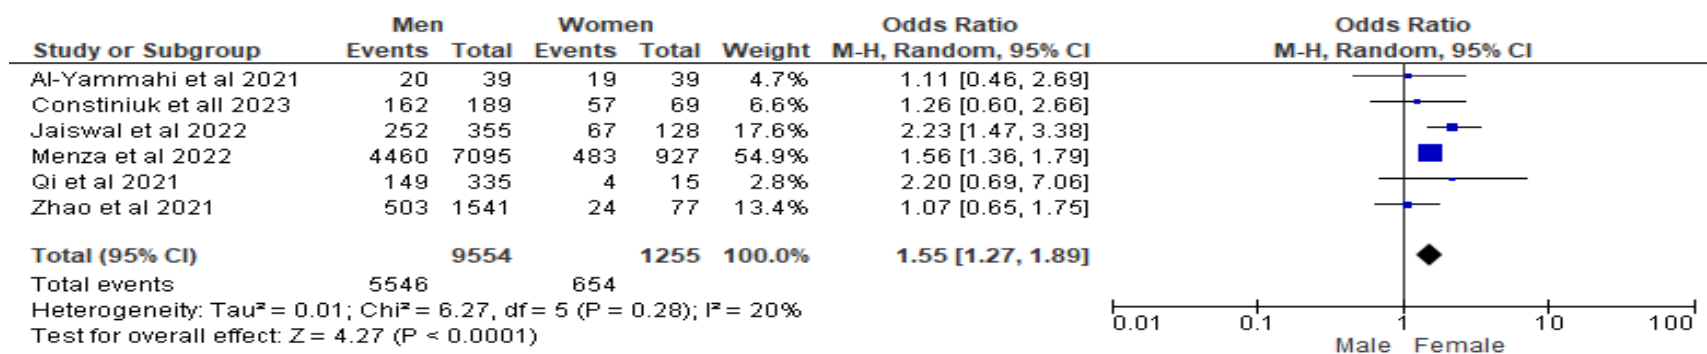 Men Women Odds Ratio Odds Ratio
Study or Subgroup Events Total Events Total Weight M-H, Random, 95% CI M-H, Random, 95% CI
Al-Yammahi et al 2021 20 39 19 39 4.7% 1.11 [0.46, 2.69]
Constiniuk et all 2023 162 189 57 69 6.6% 1.26 [0.60, 2.66]
Jaiswal et al 2022 252 355 67 128 17.6% 2.23 [1.47, 3.38]
Menza et al 2022 4460 7095 483 927 54.9% 1.56 [1.36, 1.79]
Qi et al 2021 149 335 4 15 2.8% 2.20 [0.69, 7.06]
Zhao et al 2021 503 1541 24 77 13.4% 1.07 [0.65, 1.75]
Total (95% CI) 9554 1255 100.0% 1.55 [1.27, 1.89]
Total events 5546 654
Heterogeneity: Tau² = 0.01; Chi² = 6.27, df = 5 (P = 0.28); I² = 20%
Test for overall effect: Z = 4.27 (P < 0.0001)
0.01 0.1 1 10 100
Male Female